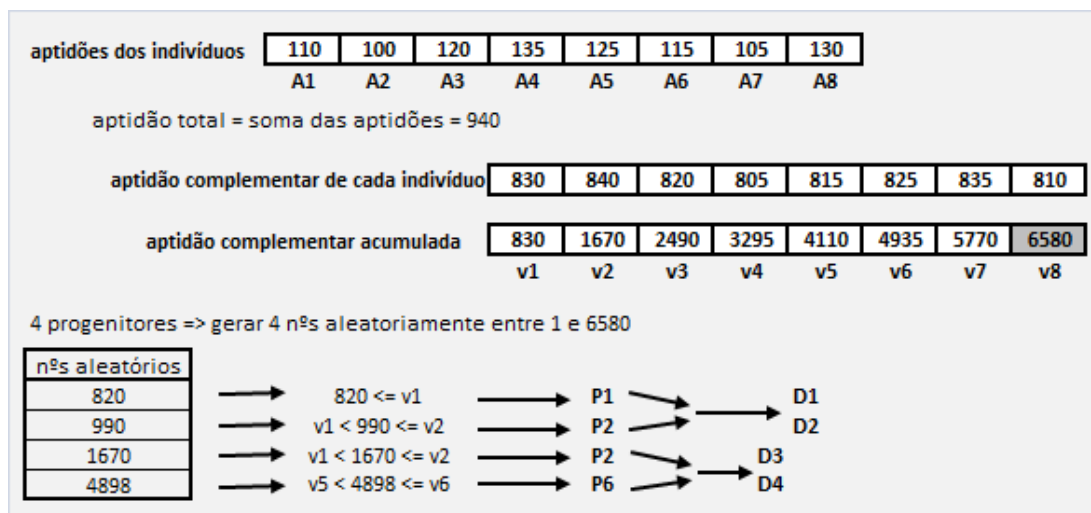 aptidões dos indivíduos 110 100 120 135 125 115 105 130
A1 A2 A3 A4 A5 A6 A7 A8
aptidão total = soma das aptidões = 940
aptidão complementar de cada indivíduo 830 840 820 805 815 825 835 810
aptidão complementar acumulada 830 1670 2490 3295 4110 4935 5770 6580
v1 v2 v3 v4 v5 v6 v7 v8
4 progenitores => gerar 4 nºs aleatoriamente entre 1 e 6580
nºs aleatórios
820 820 <= v1 P1 D1
990 v1 < 990 <= v2 P2 D2
1670 v1 < 1670 <= v2 P2 D3
4898 v5 < 4898 <= v6 P6 D4